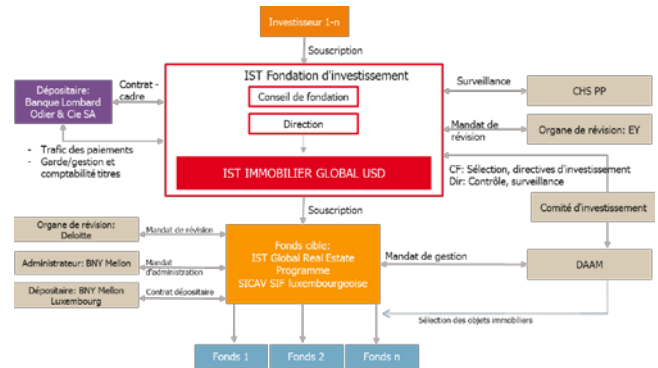 Investisseur 1-n
Souscription
IST Fondation d'investissement
Conseil de fondation
Direction
IST IMMOBILIER GLOBAL USD
Dépositaire:
Banque Lombard
Odier & Cie SA
Contrat -
cadre
- Trafic des paiements
- Garde/gestion et
comptabilité titres
Surveillance
CHS PP
Mandat de
révision
Organe de révision: EY
CF: Sélection, directives d'investissement
Dir: Contrôle, surveillance
Comité d'investissement
Souscription
Organe de révision:
Deloitte
Mandat de révision
Administrateur: BNY Mellon
Mandat
d'administration
Dépositaire: BNY Mellon
Luxembourg
Contrat dépositaire
Fonds cible:
IST Global Real Estate
Programme
SICAV SIF luxembourgeoise
Mandat de gestion
DAAM
Sélection des objets immobiliers
Fonds 1
Fonds 2
Fonds n